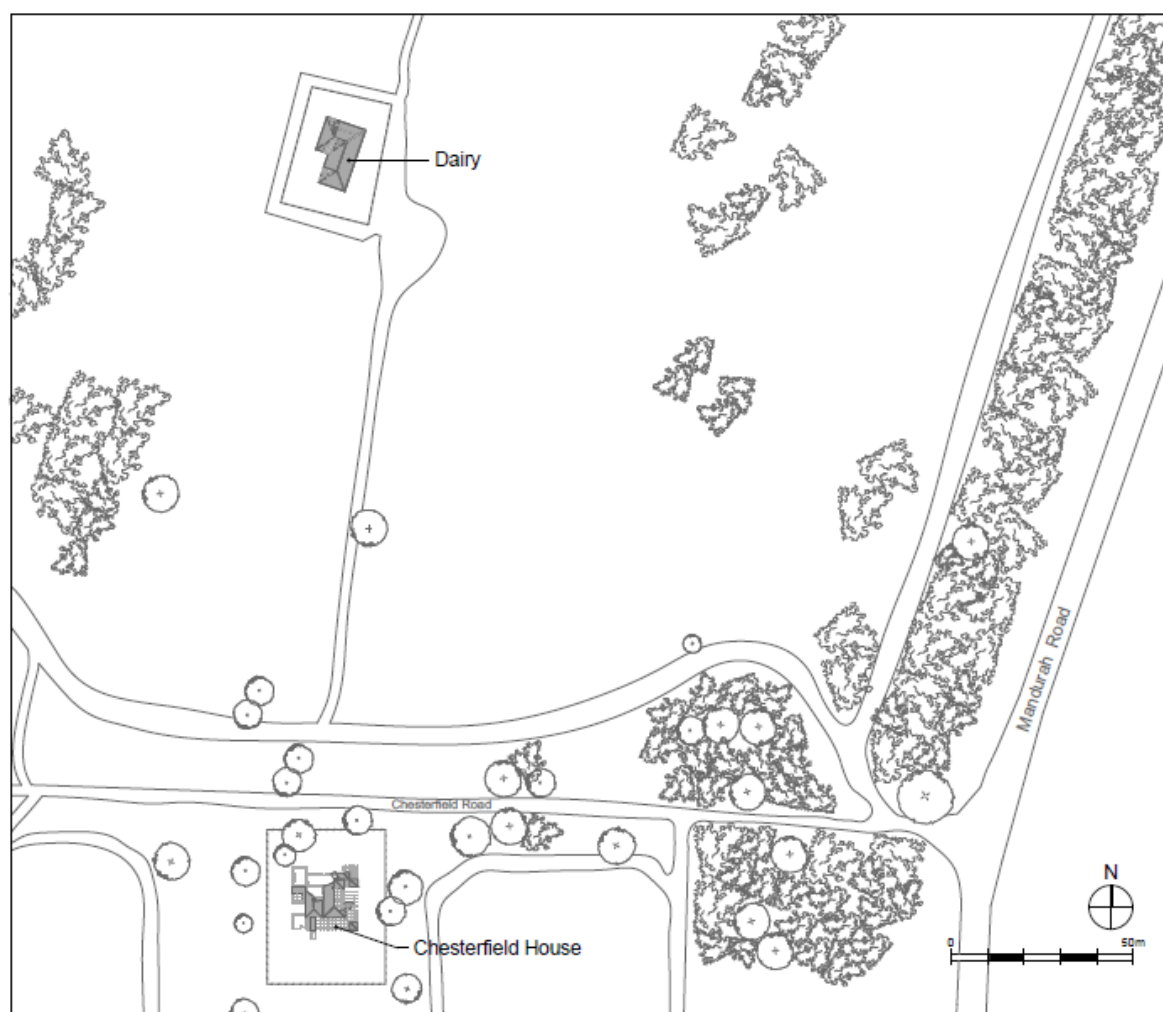 Dairy
Mandurah Road
Chesterfield Road
N
0 50m
Chesterfield House